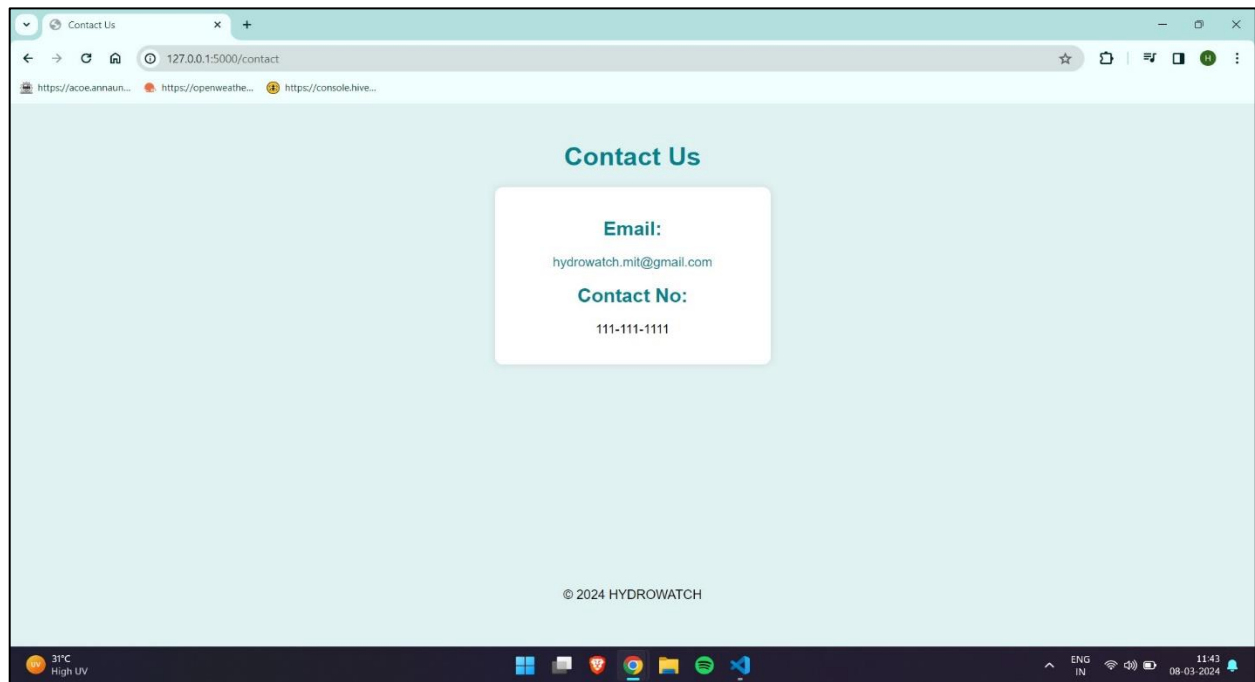 Contact Us
127.0.0.1:5000/contact
https://acoe.annaun... https://openweathe... https://console.hive...
Contact Us
Email:
hydrowatch.mit@gmail.com
Contact No:
111-111-1111
© 2024 HYDROWATCH
31°C
High UV
ENG
IN
11:43
08-03-2024
H
UV